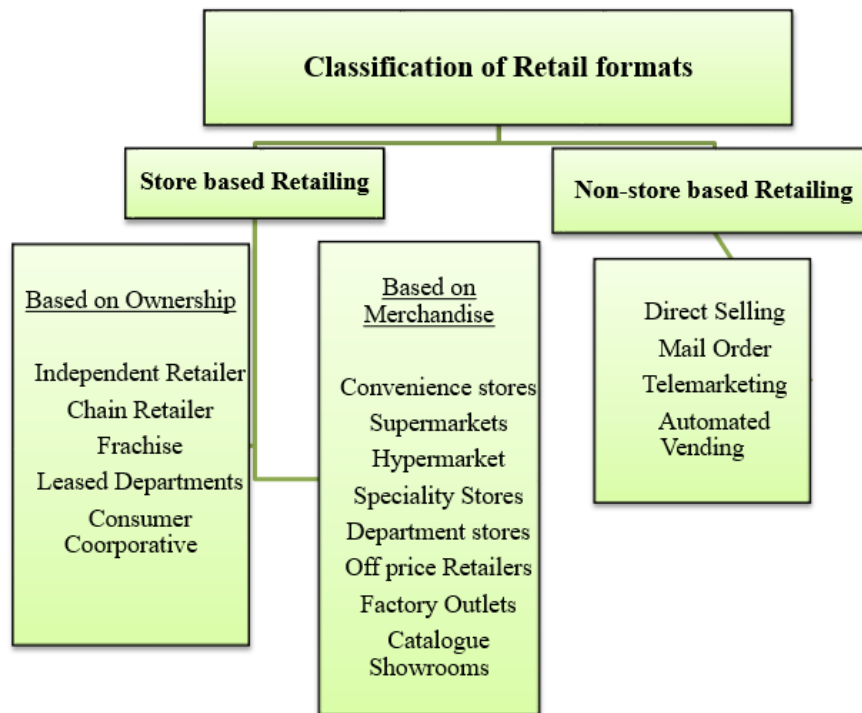 Classification of Retail formats
Store based Retailing
Non-store based Retailing
Based on Ownership
Independent Retailer
Chain Retailer
Frachise
Leased Departments
Consumer
Coorporative
Based on
Merchandise
Convenience stores
Supermarkets
Hypermarket
Speciality Stores
Department stores
Off price Retailers
Factory Outlets
Catalogue
Showrooms
Direct Selling
Mail Order
Telemarketing
Automated
Vending